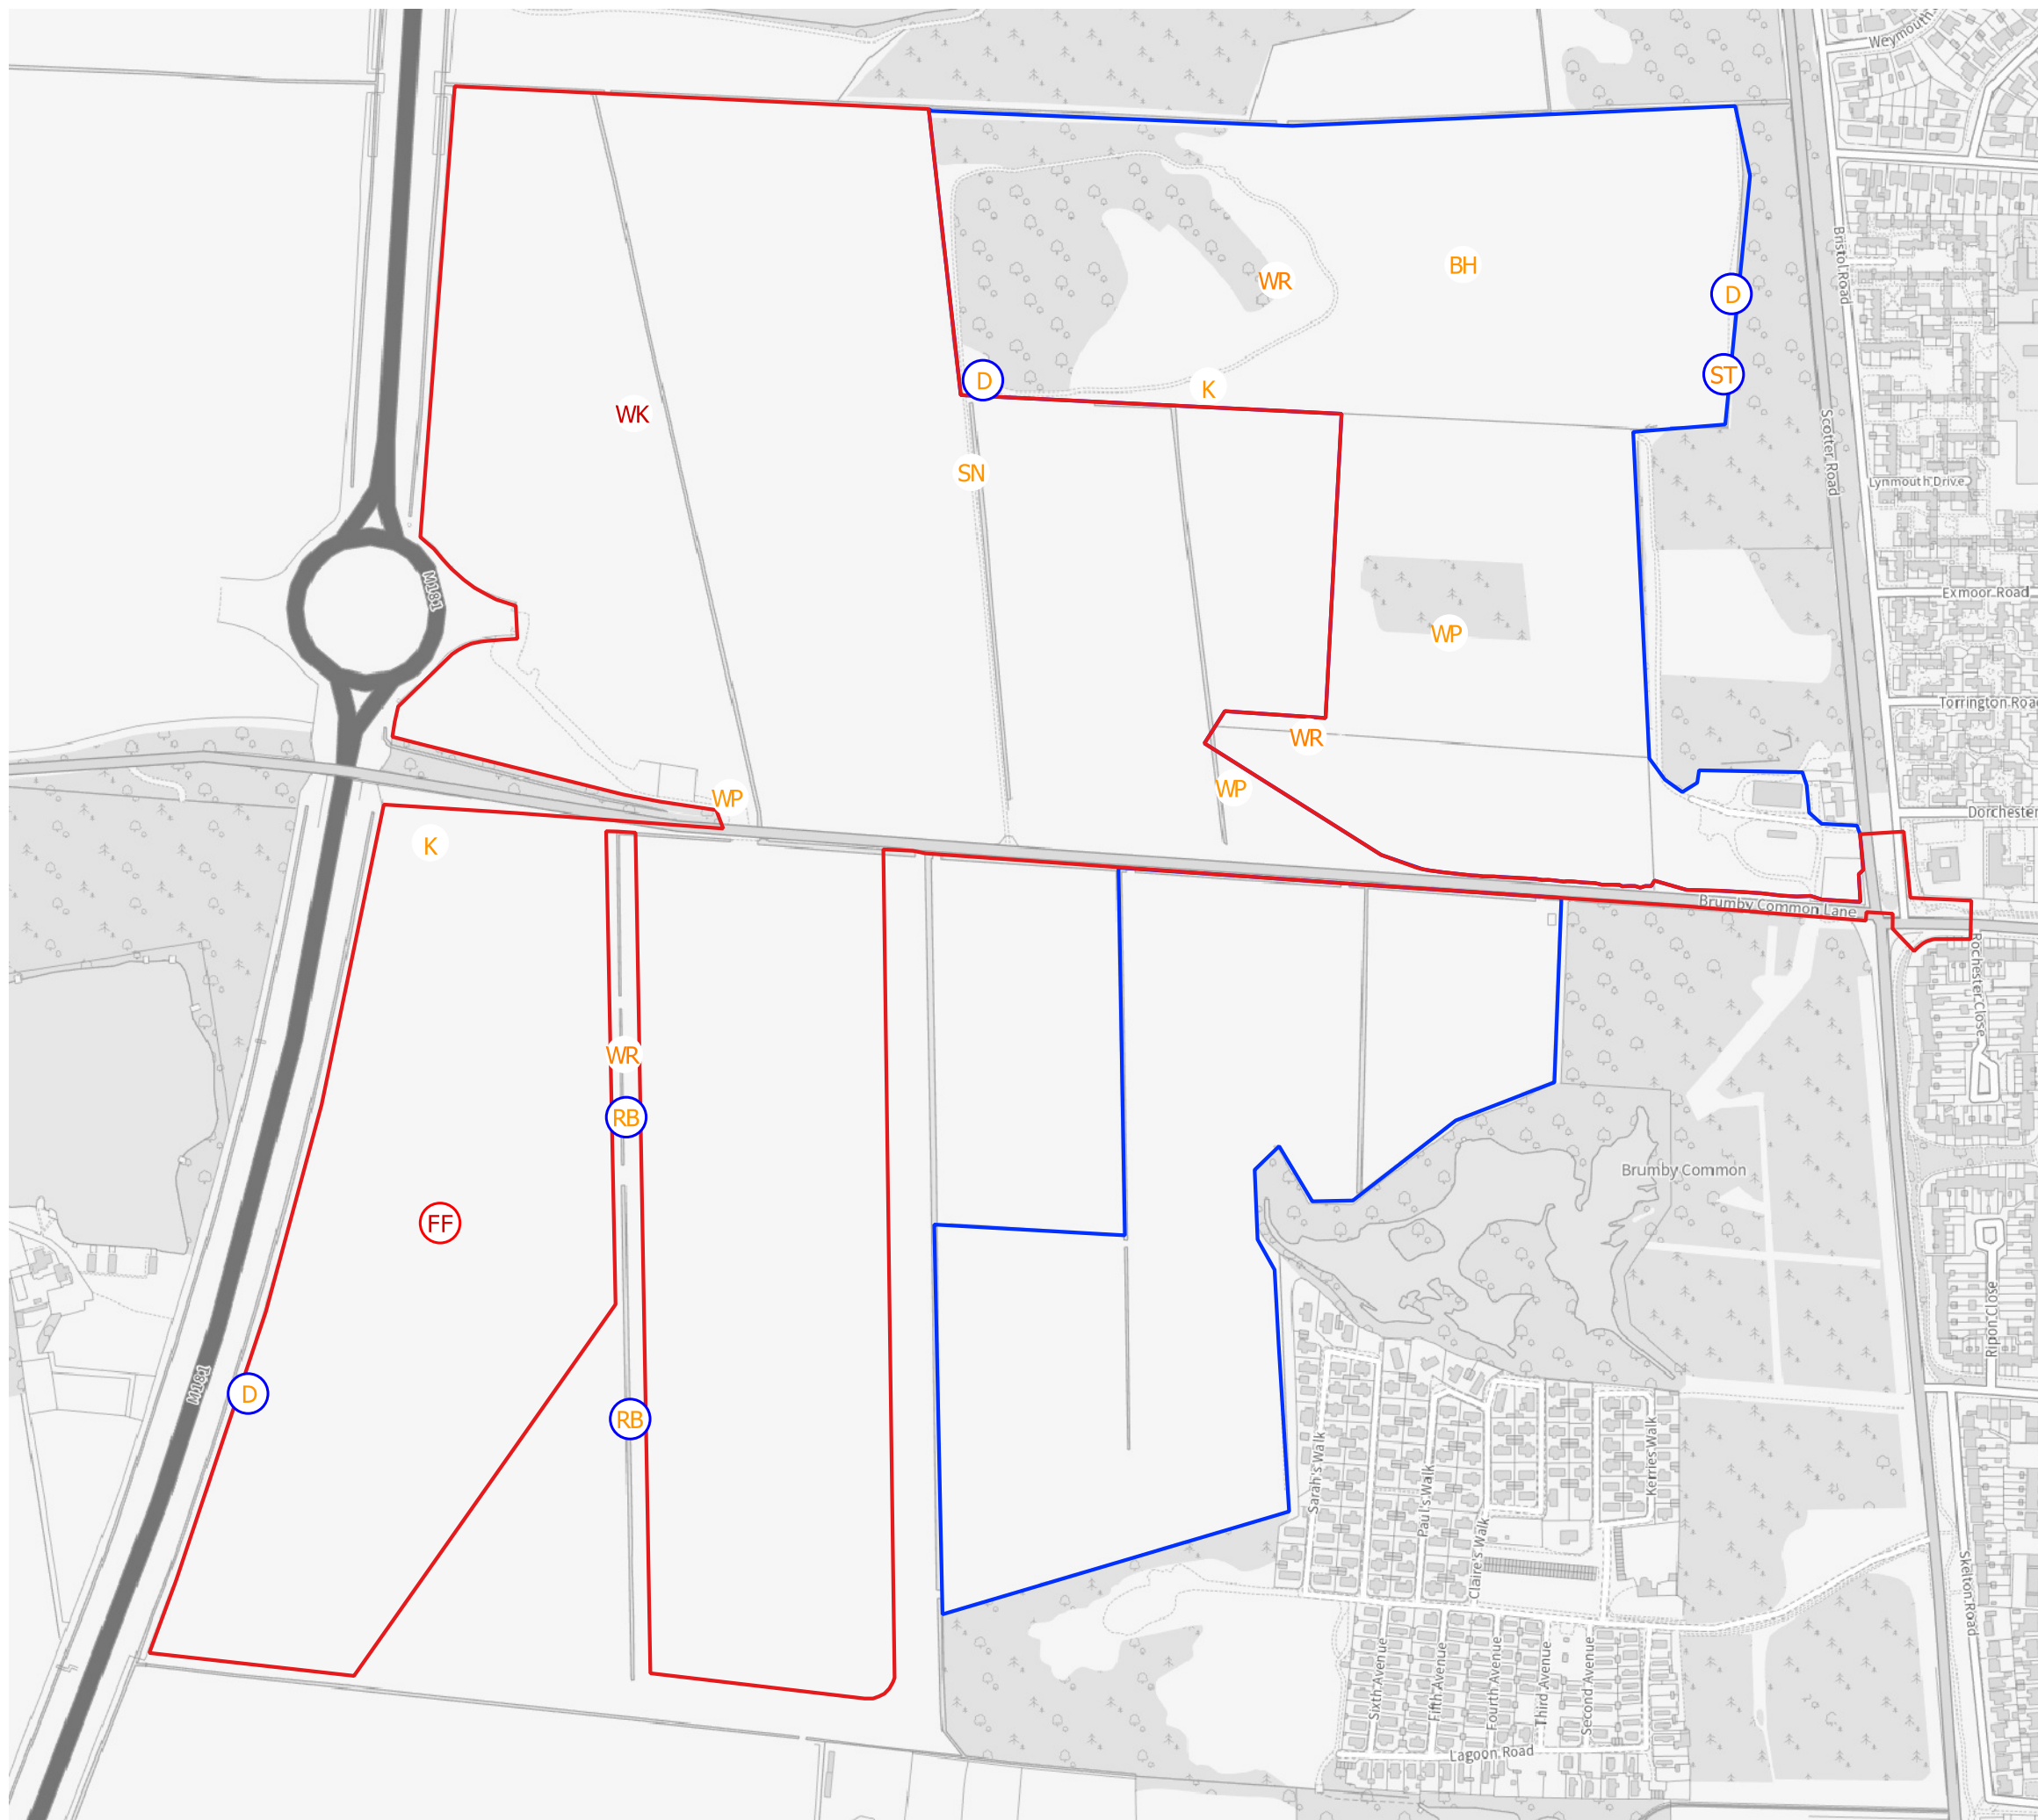 Weymouth
Bristol Road
WR
BH
D
D
ST
K
WK
Scotter Road
SN
Lynmouth Drive
M181
Exmoor Road
WP
Torrington Roa
WR
WP
WP
Dorchester
K
Brumby Common Lane
Rochester Close
WR
RB
Brumby Common
FF
Ripon Close
M181
D
RB
Sarah's Walk
Paul's Walk
Kerries Walk
Claire's Walk
Skelton Road
Sixth Avenue
Fifth Avenue
Fourth Avenue
Third Avenue
Second Avenue
Lagoon Road